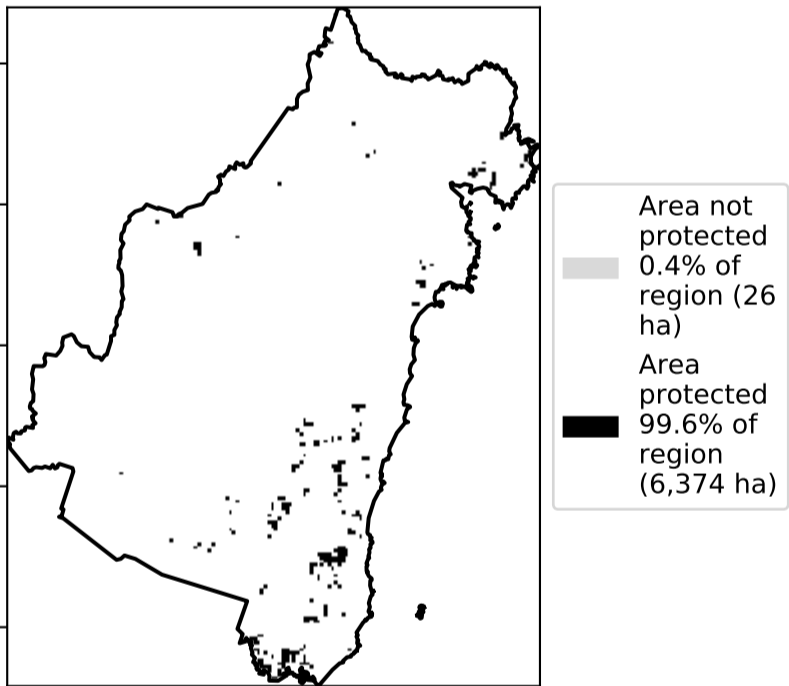 Area not
protected
0.4% of
region (26
ha)
Area
protected
99.6% of
region
(6,374 ha)